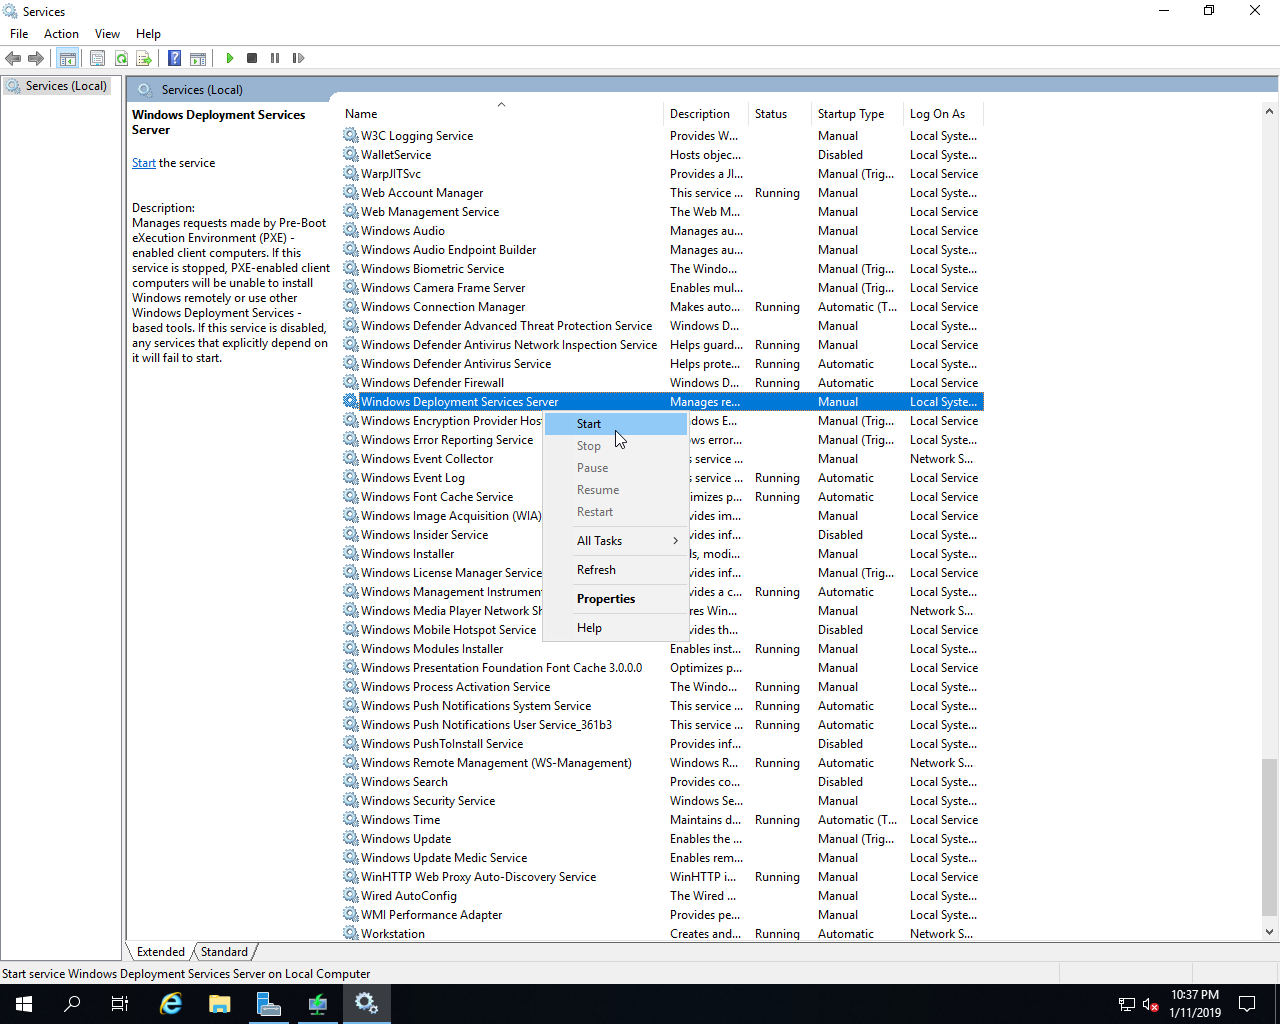 Services
File Action View Help
Services (Local)
Services (Local)
Windows Deployment Services Server
Start the service
Description:
Manages requests made by Pre-Boot
eXecution Environment (PXE) -
enabled client computers. If this
service is stopped, PXE-enabled client
computers will be unable to install
Windows remotely or use other
Windows Deployment Services -
based tools. If this service is disabled,
any services that explicitly depend on
it will fail to start.
Name Description Status Startup Type Log On As
W3C Logging Service Provides W... Manual Local Syste...
WalletService Hosts objec... Disabled Local Syste...
WarpJITSvc Provides a JI... Manual (Trig... Local Service
Web Account Manager This service ... Running Manual Local Syste...
Web Management Service The Web M... Manual Local Service
Windows Audio Manages au... Manual Local Service
Windows Audio Endpoint Builder Manages au... Manual Local Syste...
Windows Biometric Service The Windo... Manual (Trig... Local Syste...
Windows Camera Frame Server Enables mul... Manual (Trig... Local Service
Windows Connection Manager Makes auto... Running Automatic (T... Local Service
Windows Defender Advanced Threat Protection Service Windows D... Manual Local Syste...
Windows Defender Antivirus Network Inspection Service Helps guard... Running Manual Local Service
Windows Defender Antivirus Service Helps prote... Running Automatic Local Syste...
Windows Defender Firewall Windows D... Running Automatic Local Service
Windows Deployment Services Server Manages re... Manual Local Syste...
Windows Encryption Provider Hos dows E... Manual (Trig... Local Service
Windows Error Reporting Service ws error... Manual (Trig... Local Syste...
Windows Event Collector s service ... Manual Network S...
Windows Event Log s service ... Running Automatic Local Service
Windows Font Cache Service imizes p... Running Automatic Local Service
Windows Image Acquisition (WIA) vides im... Manual Local Syste...
Windows Insider Service vides inf... Disabled Local Syste...
Windows Installer ls, modi... Manual Local Syste...
Windows License Manager Service vides inf... Manual (Trig... Local Service
Windows Management Instrumen vides a c... Running Automatic Local Syste...
Windows Media Player Network Sh res Win... Manual Network S...
Windows Mobile Hotspot Service vides th... Disabled Local Service
Windows Modules Installer Enables inst... Running Manual Local Syste...
Windows Presentation Foundation Font Cache 3.0.0.0 Optimizes p... Manual Local Service
Windows Process Activation Service The Windo... Running Manual Local Syste...
Windows Push Notifications System Service This service ... Running Automatic Local Syste...
Windows Push Notifications User Service_361b3 This service ... Running Automatic Local Syste...
Windows PushToInstall Service Provides inf... Disabled Local Syste...
Windows Remote Management (WS-Management) Windows R... Running Automatic Network S...
Windows Search Provides co... Disabled Local Syste...
Windows Security Service Windows Se... Manual Local Syste...
Windows Time Maintains d... Running Automatic (T... Local Service
Windows Update Enables the ... Manual (Trig... Local Syste...
Windows Update Medic Service Enables rem... Manual Local Syste...
WinHTTP Web Proxy Auto-Discovery Service WinHTTP i... Running Manual Local Service
Wired AutoConfig The Wired ... Manual Local Syste...
WMI Performance Adapter Provides pe... Manual Local Syste...
Workstation Creates and... Running Automatic Network S...
Start
Stop
Pause
Resume
Restart
All Tasks
Refresh
Properties
Help
Extended Standard
Start service Windows Deployment Services Server on Local Computer
10:37 PM
1/11/2019